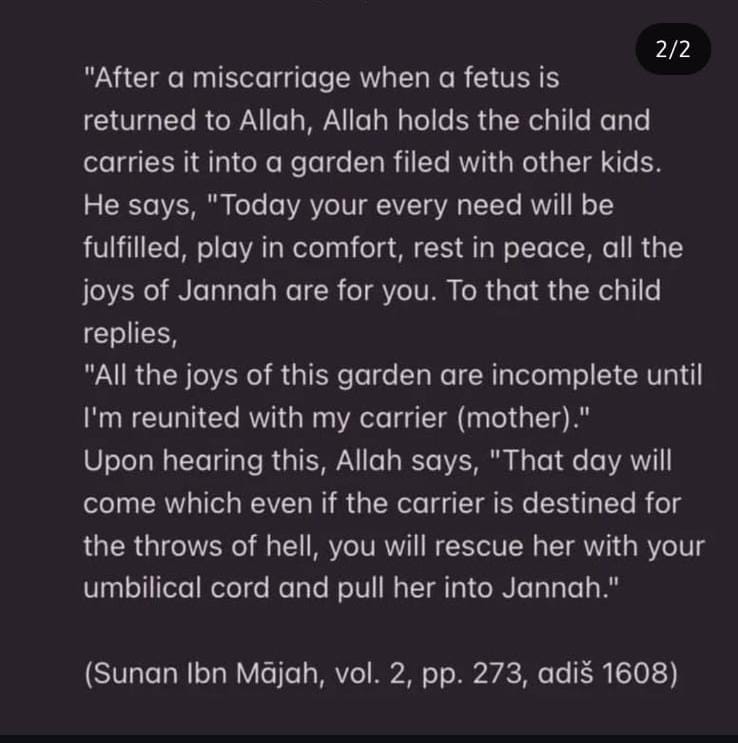 2/2
"After a miscarriage when a fetus is
returned to Allah, Allah holds the child and
carries it into a garden filed with other kids.
He says, "Today your every need will be
fulfilled, play in comfort, rest in peace, all the
joys of Jannah are for you. To that the child
replies,
"All the joys of this garden are incomplete until
I'm reunited with my carrier (mother)."
Upon hearing this, Allah says, "That day will
come which even if the carrier is destined for
the throws of hell, you will rescue her with your
umbilical cord and pull her into Jannah."
(Sunan Ibn Mājah, vol. 2, pp. 273, adiš 1608)